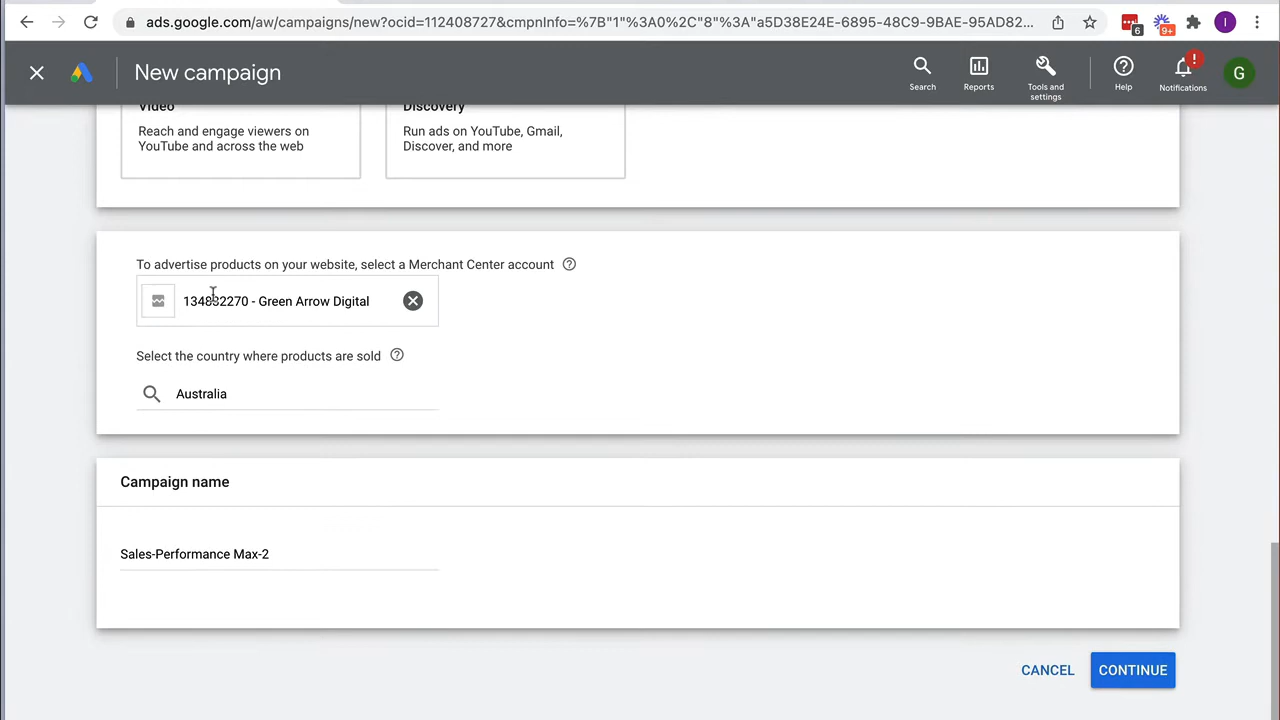 ads.google.com/aw/campaigns/new?ocid=112408727&cmpnInfo=%7B"1"%3A0%2C"8"%3A"a5D38E24E-6895-48C9-9BAE-95AD82...
6
9+
I
New campaign
Search
Reports
Tools and
settings
Help
!
Notifications
G
Video
Reach and engage viewers on
YouTube and across the web
Discovery
Run ads on YouTube, Gmail,
Discover, and more
To advertise products on your website, select a Merchant Center account
134832270 - Green Arrow Digital
Select the country where products are sold
Australia
Campaign name
Sales-Performance Max-2
CANCEL
CONTINUE